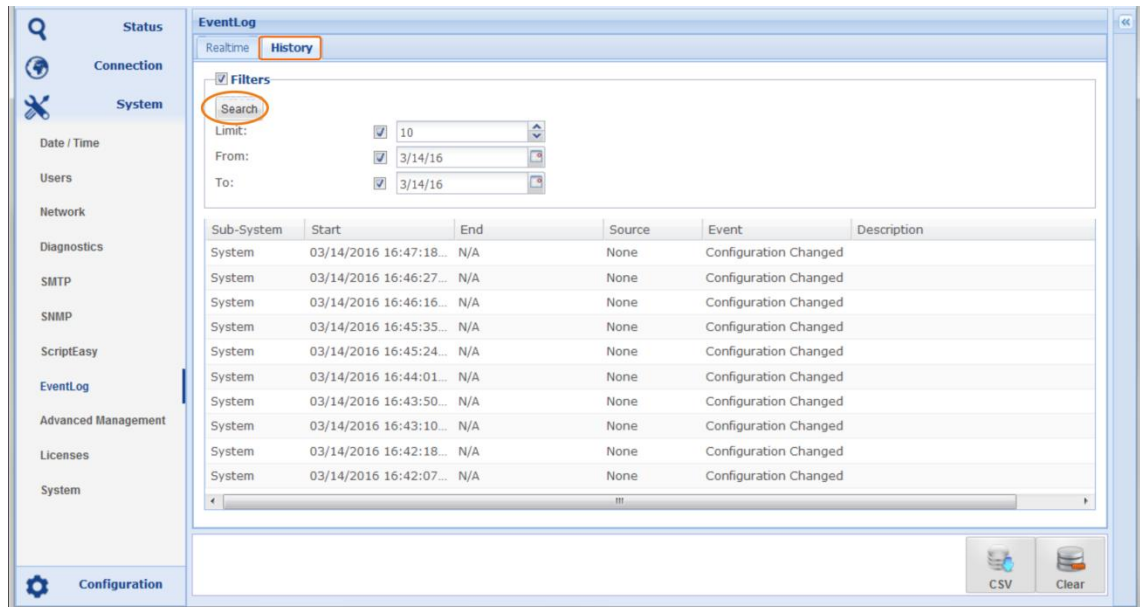 Status
Connection
System
Date / Time
Users
Network
Diagnostics
SMTP
SNMP
ScriptEasy
EventLog
Advanced Management
Licenses
System
Configuration
EventLog
Realtime History
Filters
Search
Limit: 10
From: 3/14/16
To: 3/14/16
Sub-System Start End Source Event Description
System 03/14/2016 16:47:18... N/A None Configuration Changed
System 03/14/2016 16:46:27... N/A None Configuration Changed
System 03/14/2016 16:46:16... N/A None Configuration Changed
System 03/14/2016 16:45:35... N/A None Configuration Changed
System 03/14/2016 16:45:24... N/A None Configuration Changed
System 03/14/2016 16:44:01... N/A None Configuration Changed
System 03/14/2016 16:43:50... N/A None Configuration Changed
System 03/14/2016 16:43:10... N/A None Configuration Changed
System 03/14/2016 16:42:18... N/A None Configuration Changed
System 03/14/2016 16:42:07... N/A None Configuration Changed
CSV Clear